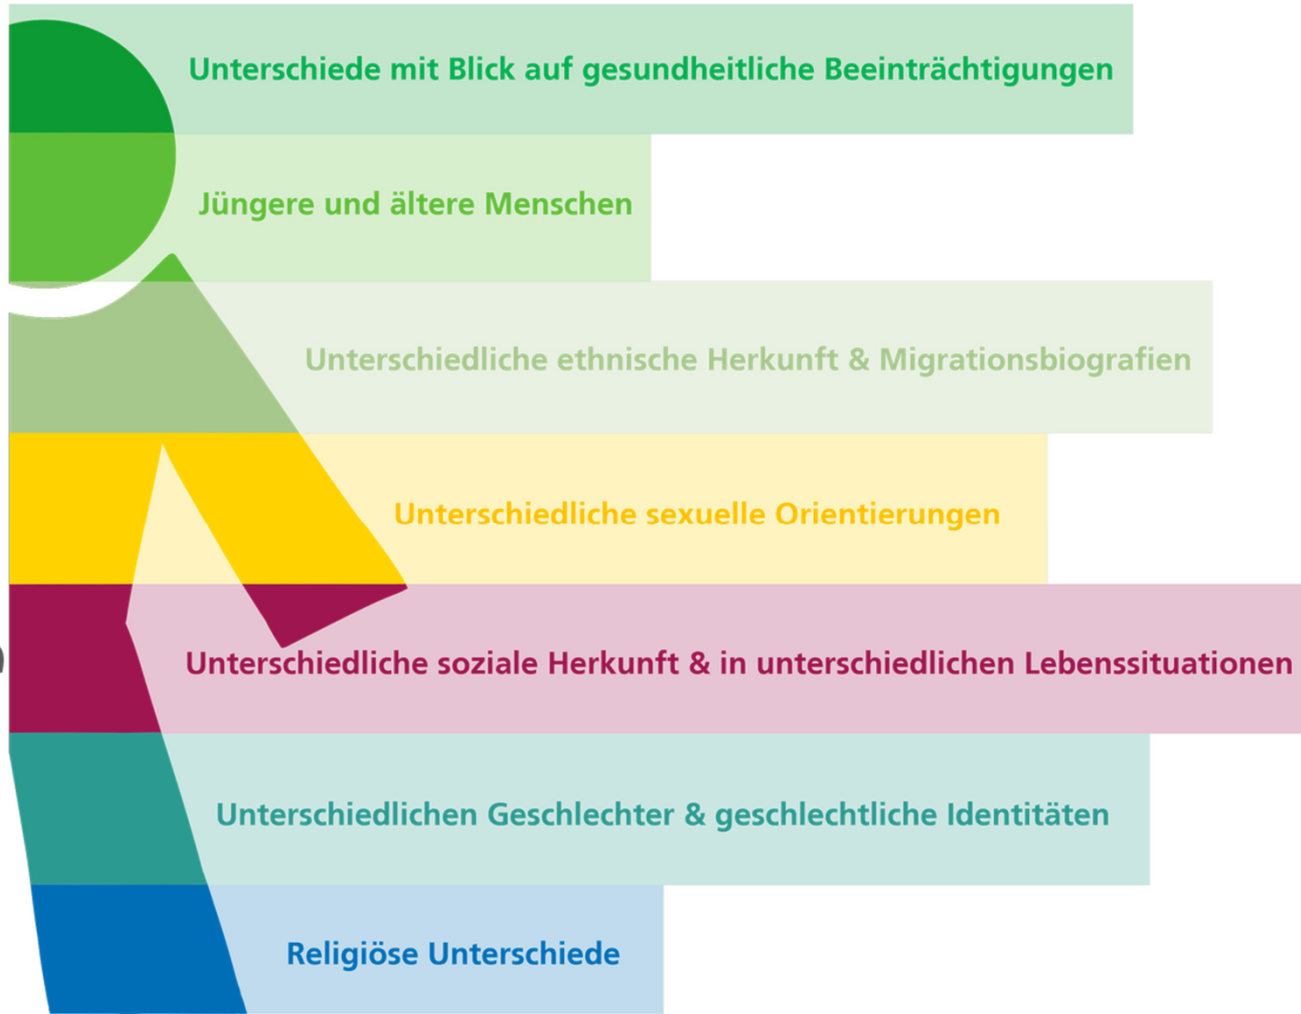 Unterschiede mit Blick auf gesundheitliche Beeinträchtigungen
Jüngere und ältere Menschen
Unterschiedliche ethnische Herkunft & Migrationsbiografien
Unterschiedliche sexuelle Orientierungen
Unterschiedliche soziale Herkunft & in unterschiedlichen Lebenssituationen
Unterschiedlichen Geschlechter & geschlechtliche Identitäten
Religiöse Unterschiede